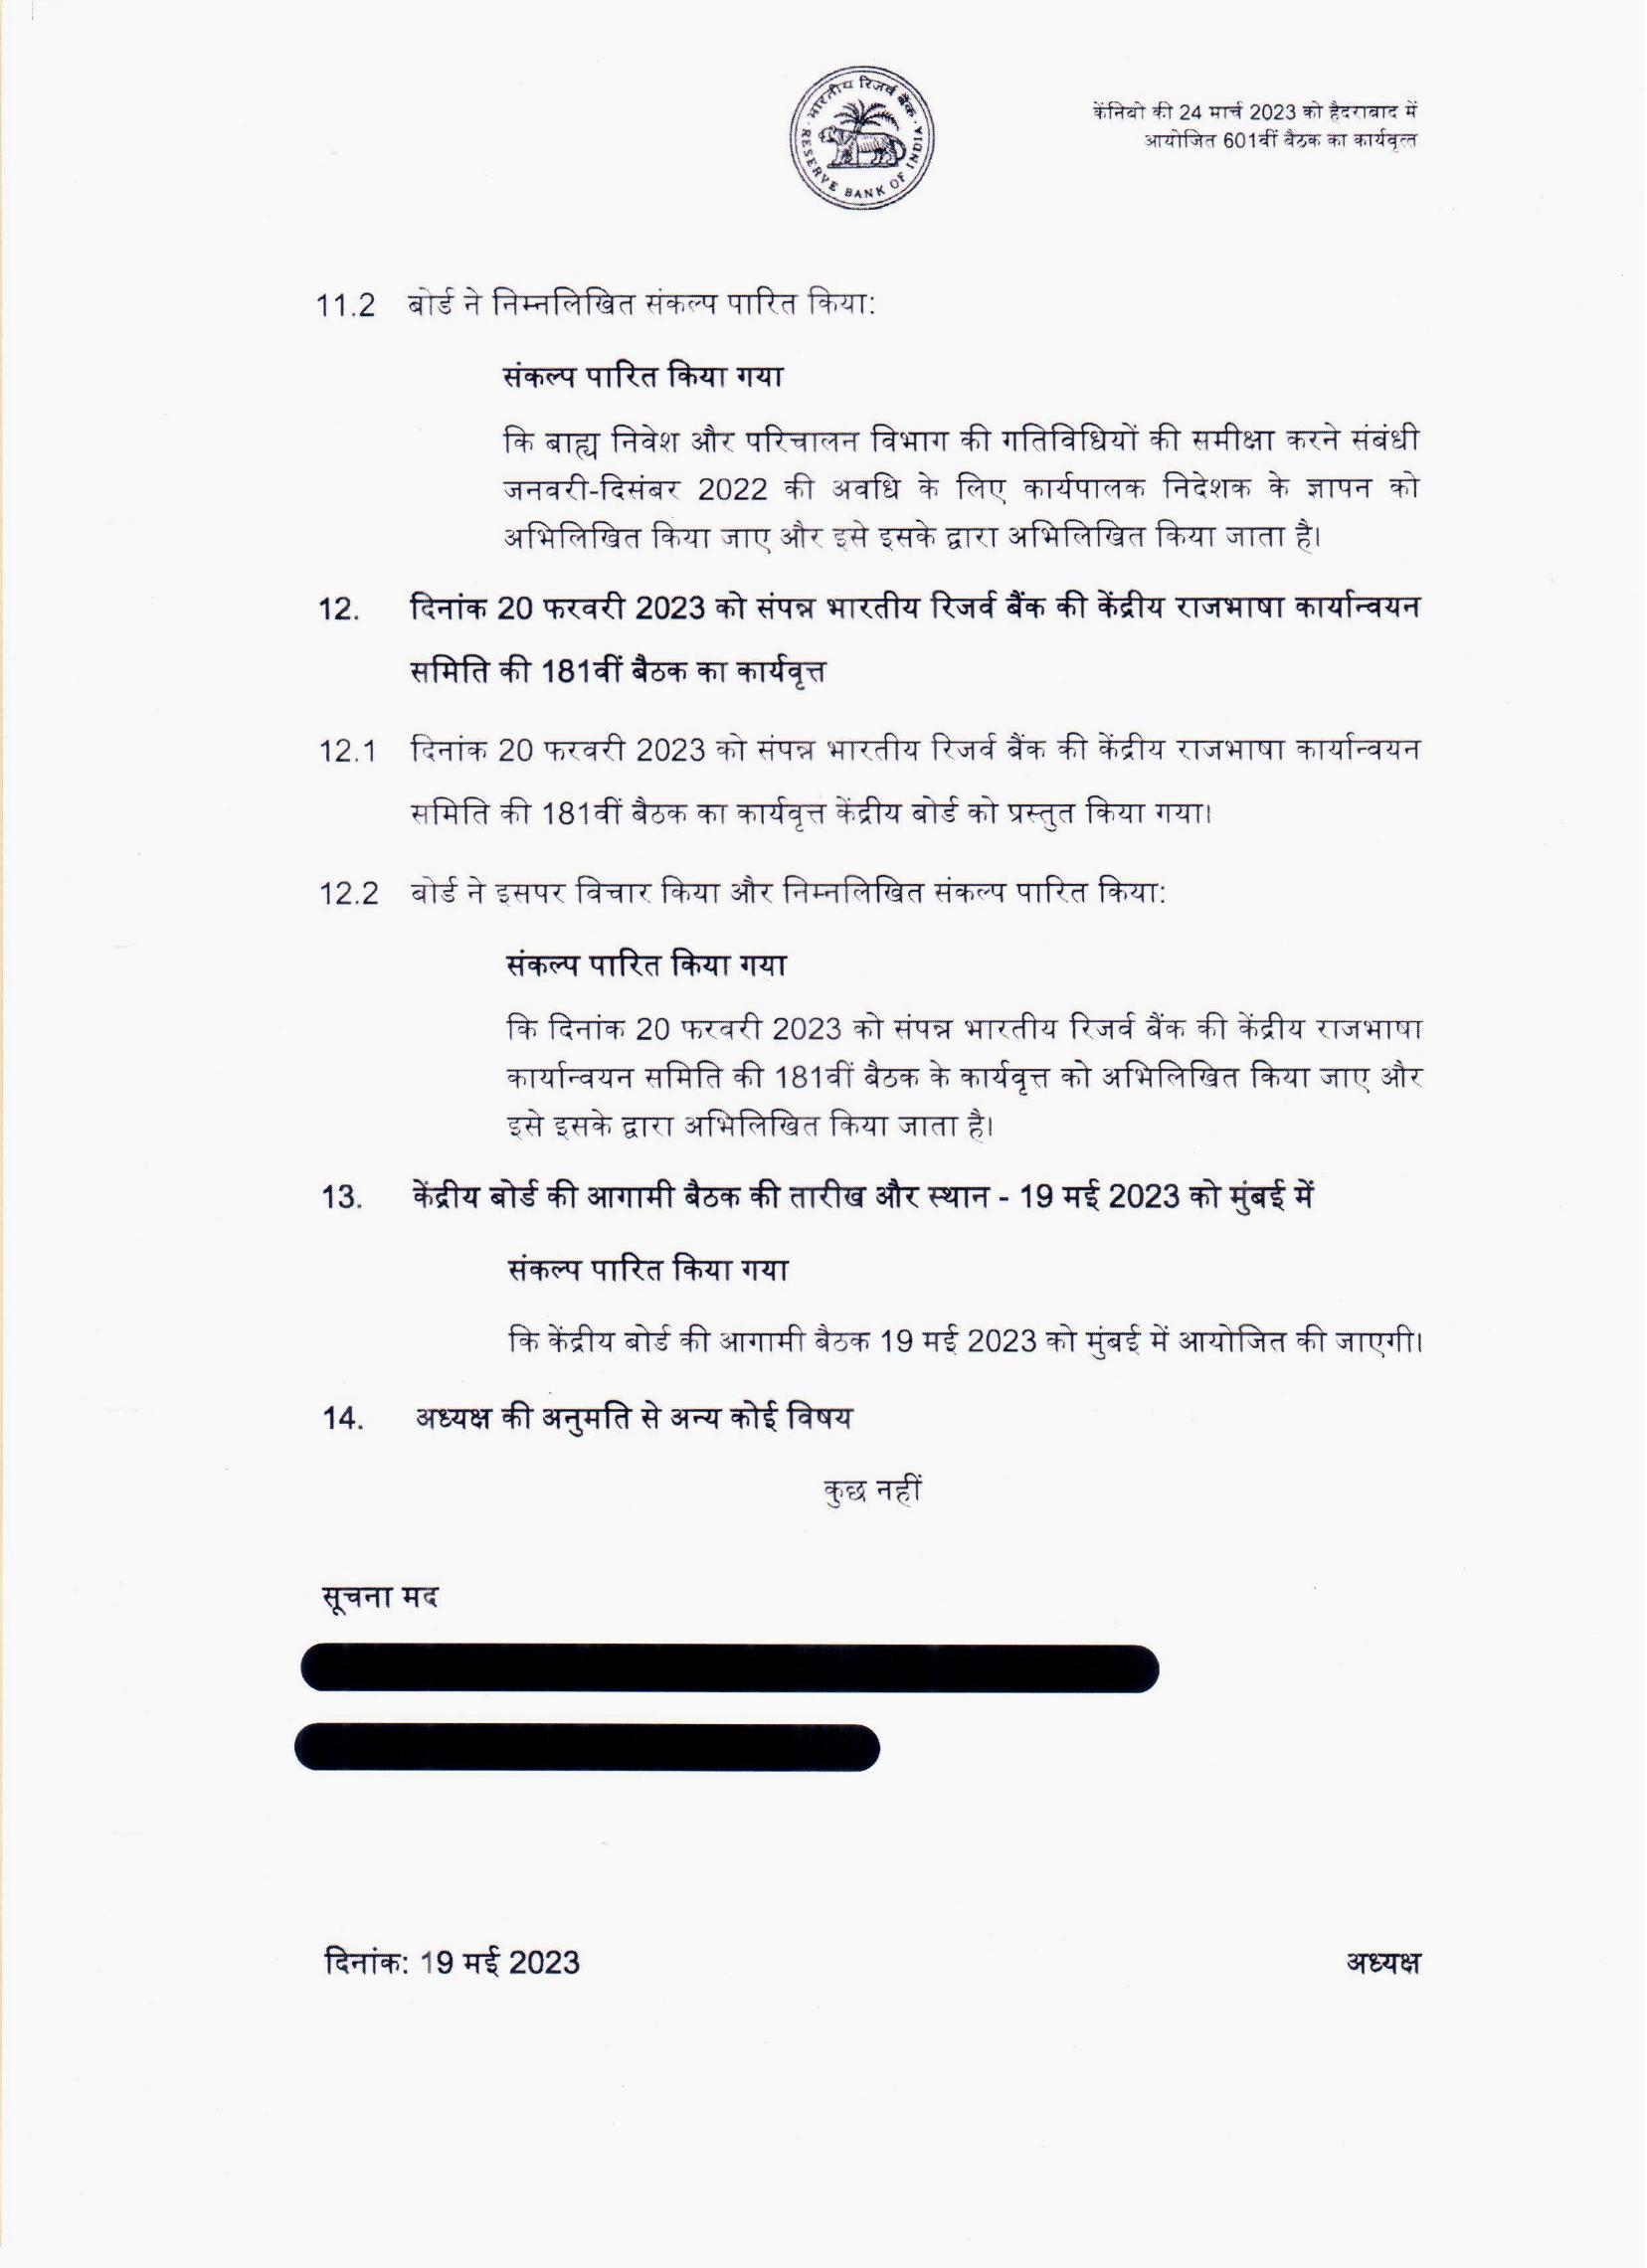 भारतीय रिज़र्व बैंक
RESERVE BANK OF INDIA
केंनिबो की 24 मार्च 2023 को हैदराबाद में
आयोजित 601वीं बैठक का कार्यवृत्त
11.2 बोर्ड ने निम्नलिखित संकल्प पारित किया:
संकल्प पारित किया गया
कि बाह्य निवेश और परिचालन विभाग की गतिविधियों की समीक्षा करने संबंधी
जनवरी-दिसंबर 2022 की अवधि के लिए कार्यपालक निदेशक के ज्ञापन को
अभिलिखित किया जाए और इसे इसके द्वारा अभिलिखित किया जाता है।
12. दिनांक 20 फरवरी 2023 को संपन्न भारतीय रिजर्व बैंक की केंद्रीय राजभाषा कार्यान्वयन
समिति की 181वीं बैठक का कार्यवृत्त
12.1 दिनांक 20 फरवरी 2023 को संपन्न भारतीय रिजर्व बैंक की केंद्रीय राजभाषा कार्यान्वयन
समिति की 181वीं बैठक का कार्यवृत्त केंद्रीय बोर्ड को प्रस्तुत किया गया।
12.2 बोर्ड ने इसपर विचार किया और निम्नलिखित संकल्प पारित किया:
संकल्प पारित किया गया
कि दिनांक 20 फरवरी 2023 को संपन्न भारतीय रिजर्व बैंक की केंद्रीय राजभाषा
कार्यान्वयन समिति की 181वीं बैठक के कार्यवृत्त को अभिलिखित किया जाए और
इसे इसके द्वारा अभिलिखित किया जाता है।
13. केंद्रीय बोर्ड की आगामी बैठक की तारीख और स्थान - 19 मई 2023 को मुंबई में
संकल्प पारित किया गया
कि केंद्रीय बोर्ड की आगामी बैठक 19 मई 2023 को मुंबई में आयोजित की जाएगी।
14. अध्यक्ष की अनुमति से अन्य कोई विषय
कुछ नहीं
सूचना मद
दिनांक: 19 मई 2023 अध्यक्ष